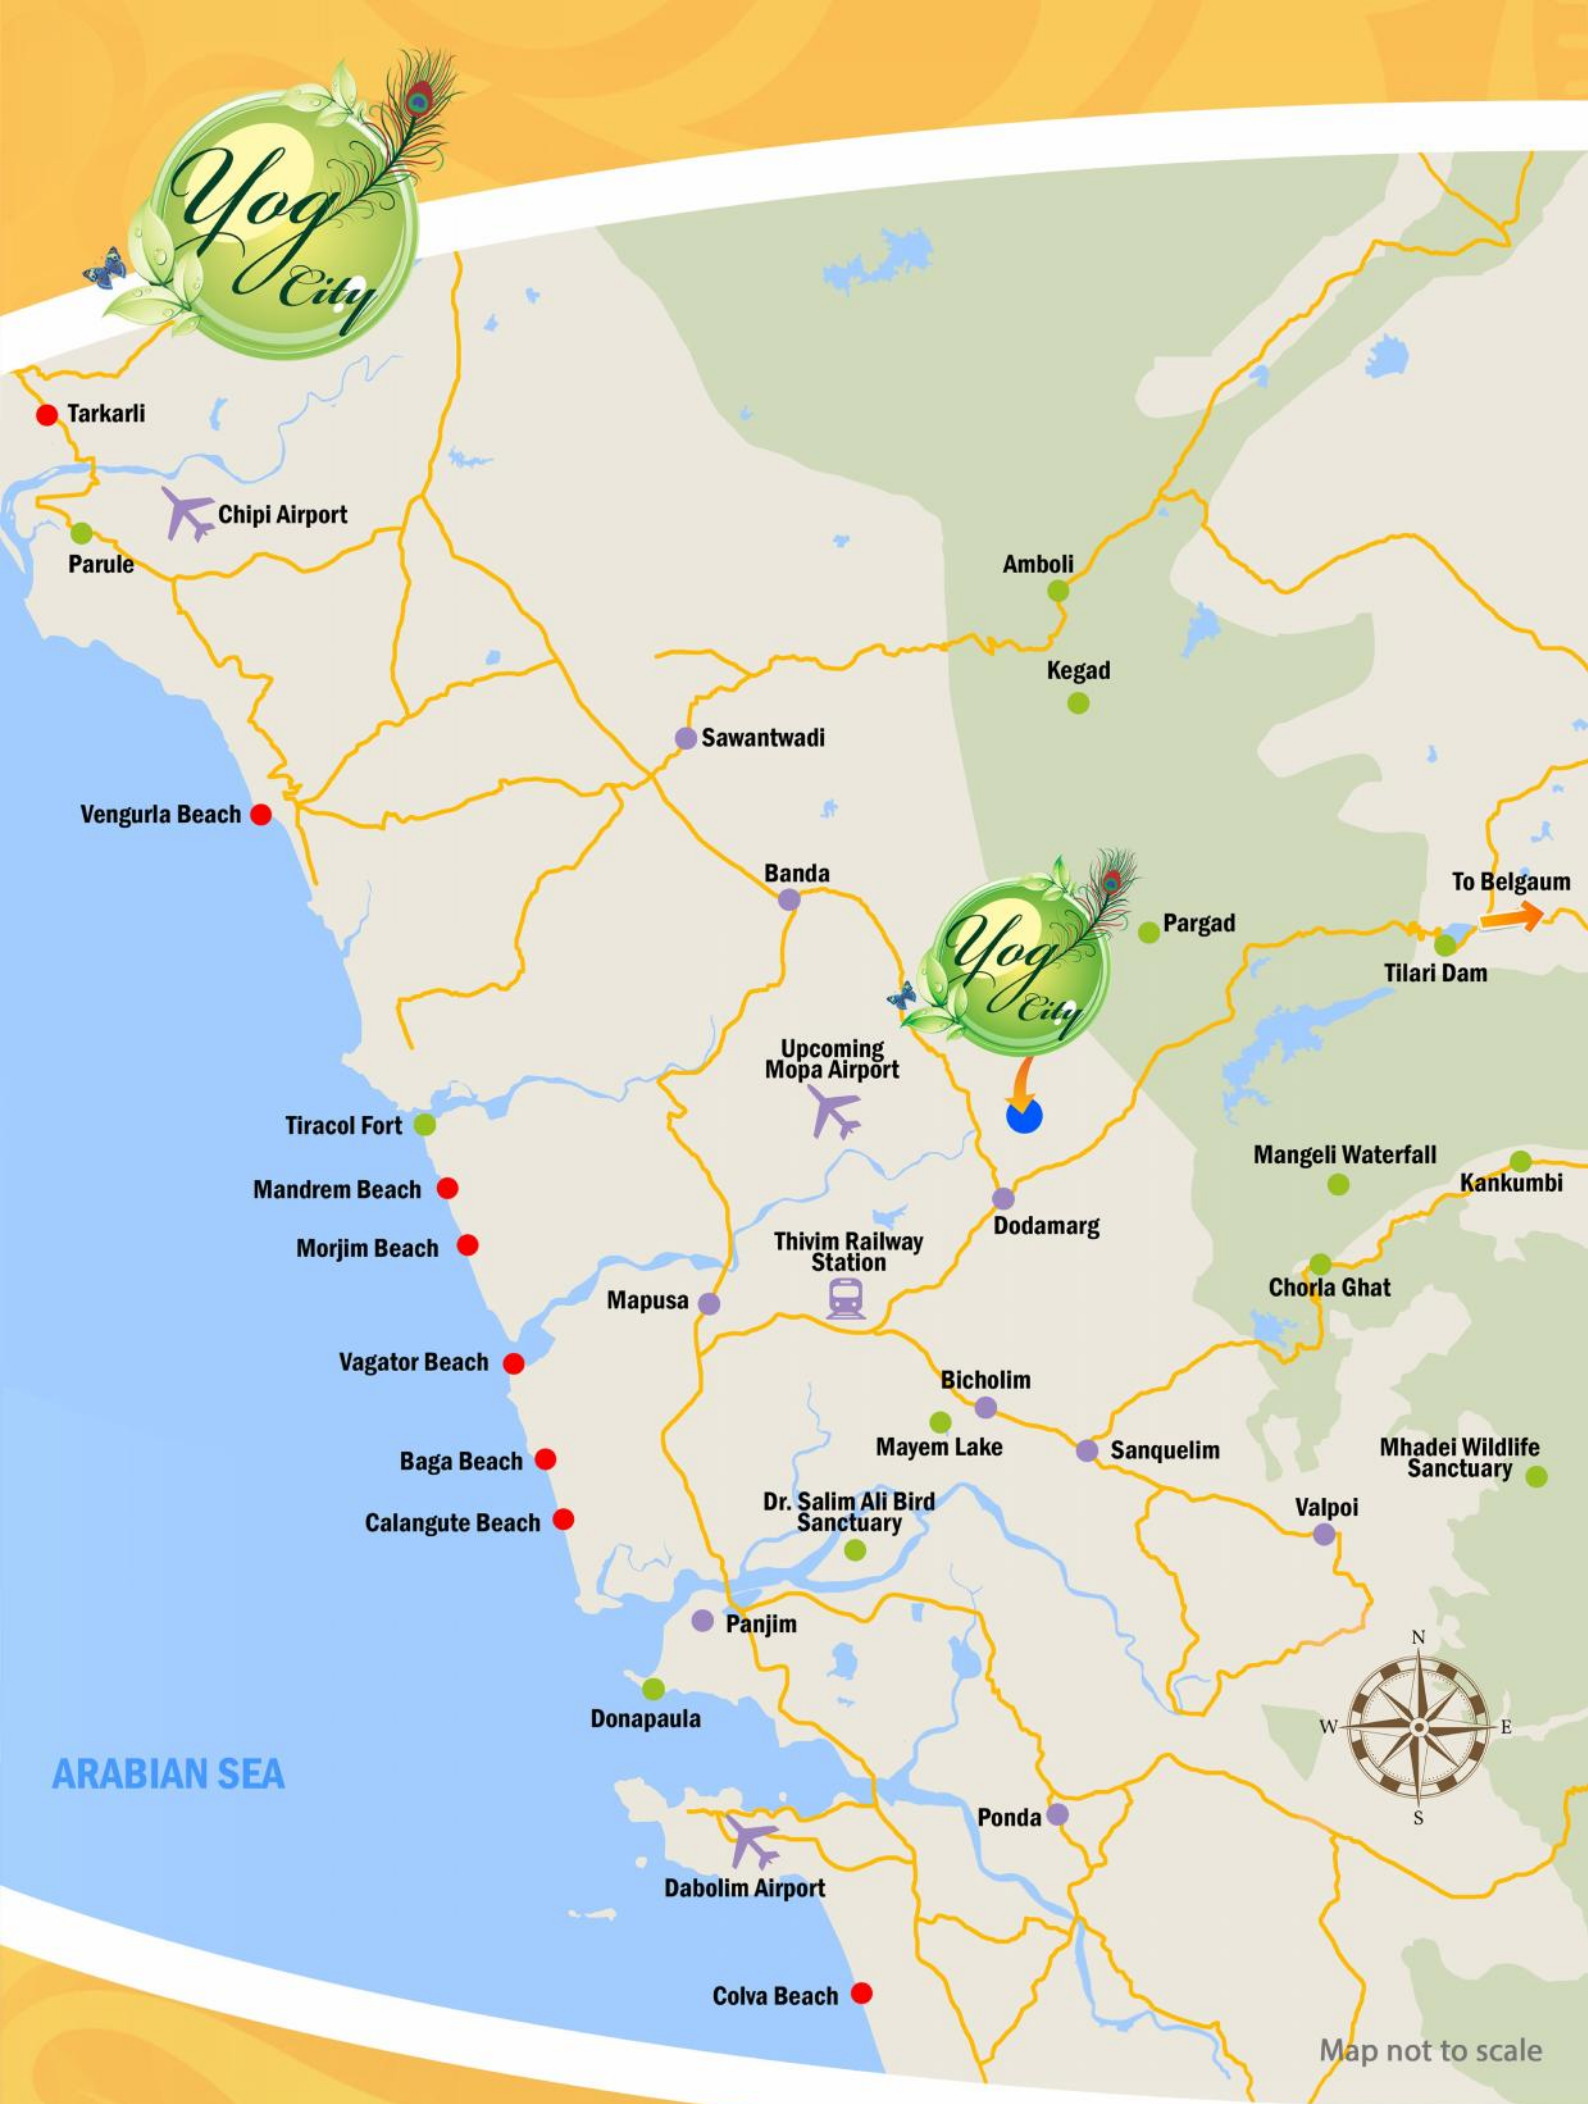 Yog
City
Tarkarli
Chipi Airport
Parule
Amboli
Kegad
Sawantwadi
Vengurla Beach
Banda
To Belgaum
Pargad
Yog
City
Tilari Dam
Upcoming
Mopa Airport
Tiracol Fort
Mangeli Waterfall
Kankumbi
Mandrem Beach
Dodamarg
Morjim Beach
Thivim Railway
Station
Chorla Ghat
Mapusa
Vagator Beach
Bicholim
Mayem Lake
Sanquelim
Mhadei Wildlife
Sanctuary
Baga Beach
Dr. Salim Ali Bird
Sanctuary
Valpoi
Calangute Beach
Panjim
N
W
E
S
Donapaula
ARABIAN SEA
Ponda
Dabolim Airport
Colva Beach
Map not to scale